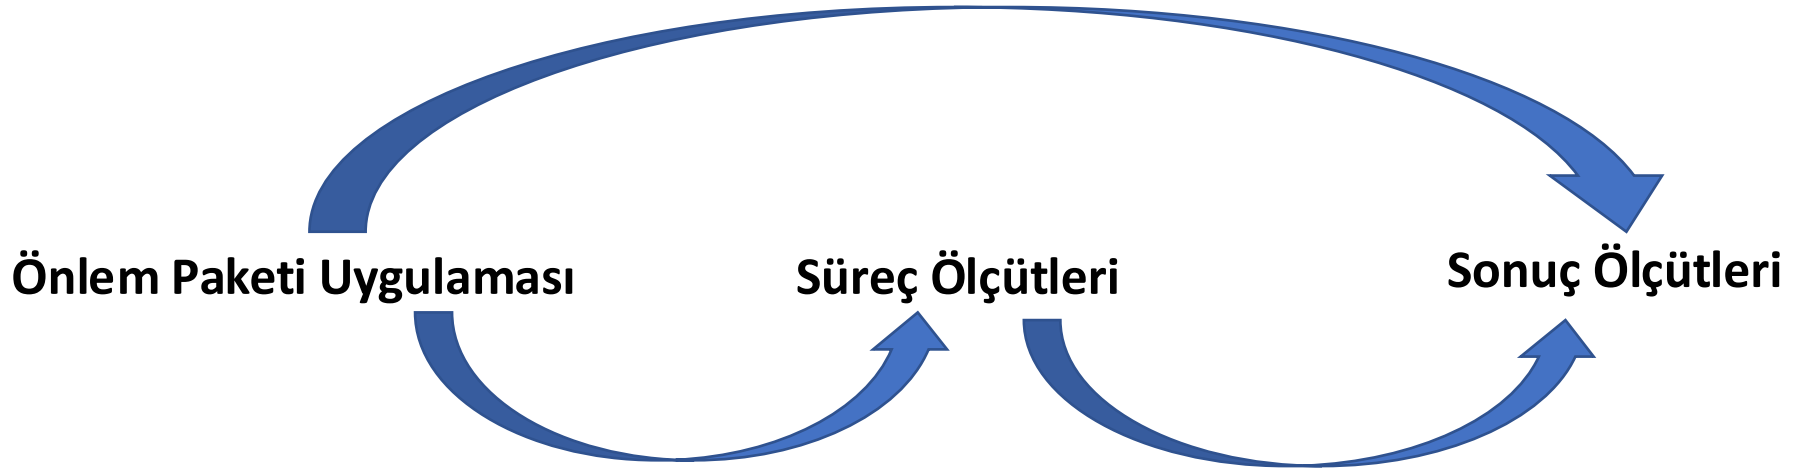 Önlem Paketi Uygulaması
Süreç Ölçütleri
Sonuç Ölçütleri